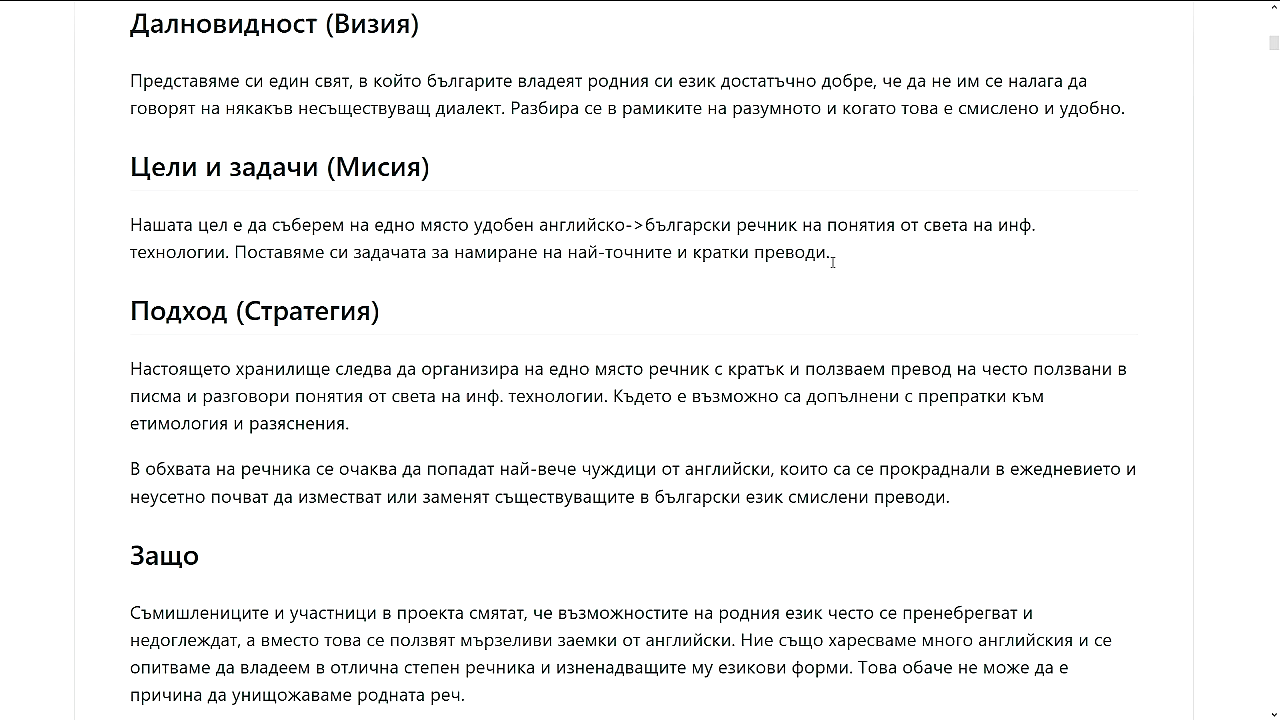 Далновидност (Визия)
Представяме си един свят, в който българите владеят родния си език достатъчно добре, че да не им се налага да
говорят на някакъв несъществуващ диалект. Разбира се в рамиките на разумното и когато това е смислено и удобно.
Цели и задачи (Мисия)
Нашата цел е да съберем на едно място удобен английско->български речник на понятия от света на инф.
технологии. Поставяме си задачата за намиране на най-точните и кратки преводи.
Подход (Стратегия)
Настоящето хранилище следва да организира на едно място речник с кратък и ползваем превод на често ползвани в
писма и разговори понятия от света на инф. технологии. Където е възможно са допълнени с препратки към
етимология и разяснения.
В обхвата на речника се очаква да попадат най-вече чуждици от английски, които са се прокраднали в ежедневието и
неусетно почват да изместват или заменят съществуващите в български език смислени преводи.
Защо
Съмишлениците и участници в проекта смятат, че възможностите на родния език често се пренебрегват и
недоглеждат, а вместо това се ползвят мързеливи заемки от английски. Ние също харесваме много английския и се
опитваме да владеем в отлична степен речника и изненадващите му езикови форми. Това обаче не може да е
причина да унищожаваме родната реч.